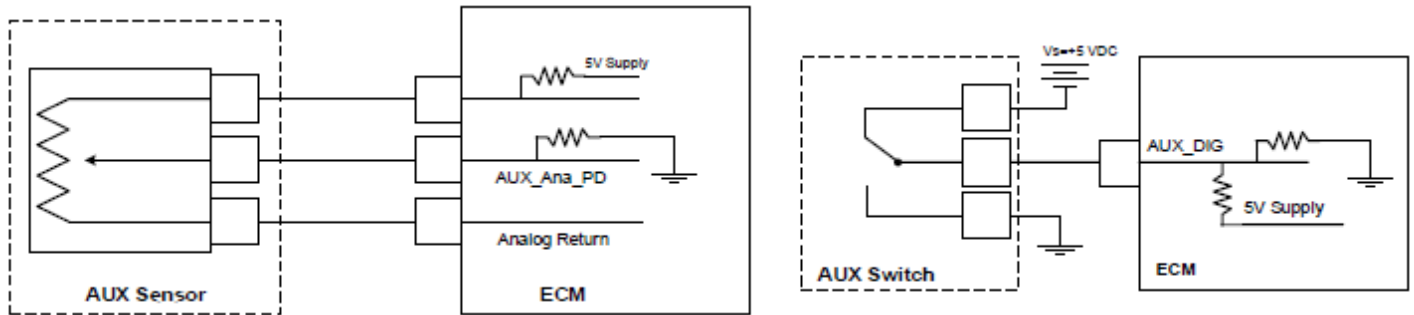 5V Supply
AUX_Ana_PD
Analog Return
AUX Sensor
ECM
Vs=+5 VDC
AUX_DIG
5V Supply
AUX Switch
ECM